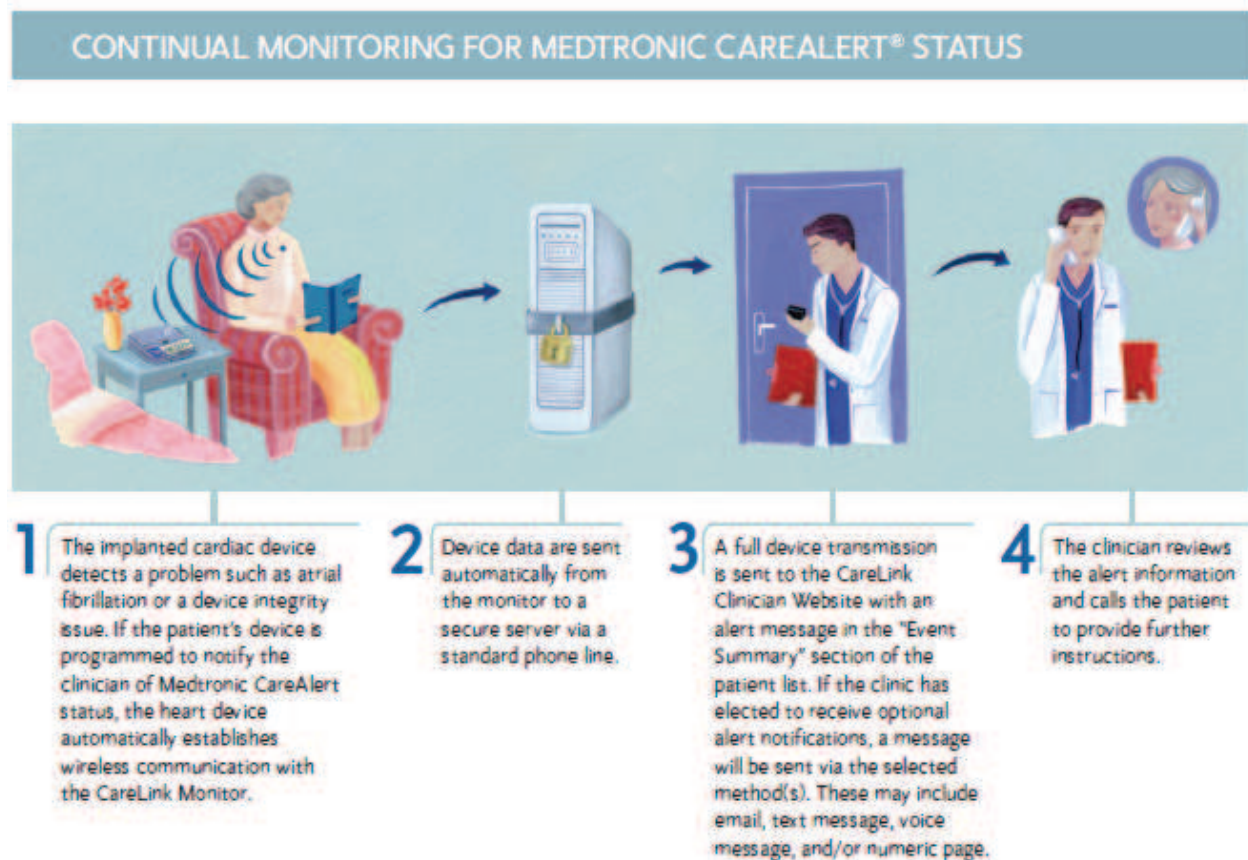 CONTINUAL MONITORING FOR MEDTRONIC CAREALERT® STATUS
1
The implanted cardiac device
detects a problem such as atrial
fibrillation or a device integrity
issue. If the patient's device is
programmed to notify the
clinician of Medtronic CareAlert
status, the heart device
automatically establishes
wireless communication with
the CareLink Monitor.
2
Device data are sent
automatically from
the monitor to a
secure server via a
standard phone line.
3
A full device transmission
is sent to the CareLink
Clinician Website with an
alert message in the "Event
Summary" section of the
patient list. If the clinic has
elected to receive optional
alert notifications, a message
will be sent via the selected
method(s). These may include
email, text message, voice
message, and/or numeric page.
4
The clinician reviews
the alert information
and calls the patient
to provide further
instructions.